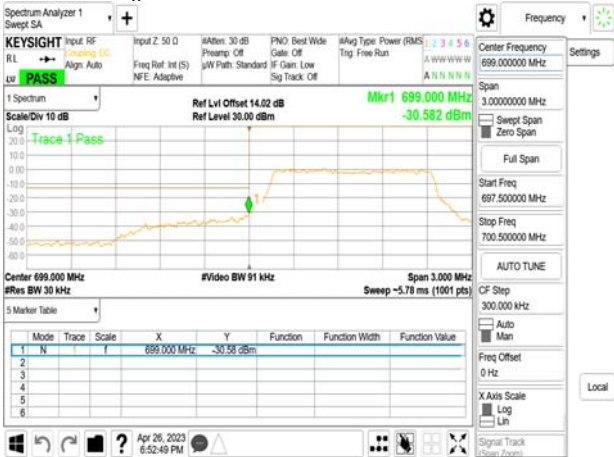 Spectrum Analyzer 1
Swept SA
+
Frequency
Settings
KEYSIGHT
RL
PASS
Input: RF
Coupling: DC
Align: Auto
Input Z: 50 Ω
Freq Ref: Int (S)
NFE: Adaptive
#Atten: 30 dB
Preamp: Off
µW Path: Standard
PNO: Best Wide
Gate: Off
IF Gain: Low
Sig Track: Off
#Avg Type: Power (RMS
Trig: Free Run
1 2 3 4 5 6
A W W W W W
A N N N N N
1 Spectrum
Scale/Div 10 dB
Ref Lvl Offset 14.02 dB
Ref Level 30.00 dBm
Mkr1 699.000 MHz
-30.582 dBm
Log
Trace 1 Pass
20.0
10.0
0.00
-10.0
-20.0
-30.0
-40.0
-50.0
-60.0
1
Center 699.000 MHz
#Res BW 30 kHz
#Video BW 91 kHz
Span 3.000 MHz
Sweep ~5.78 ms (1001 pts)
5 Marker Table
Mode Trace Scale X Y Function Function Width Function Value
1 N 1 f 699.000 MHz -30.58 dBm
2
3
4
5
6
Apr 26, 2023
6:52:49 PM
Center Frequency
699.000000 MHz
Span
3.00000000 MHz
Swept Span
Zero Span
Full Span
Start Freq
697.500000 MHz
Stop Freq
700.500000 MHz
AUTO TUNE
CF Step
300.000 kHz
Auto
Man
Freq Offset
0 Hz
X Axis Scale
Log
Lin
Signal Track
(Span Zoom)
Local